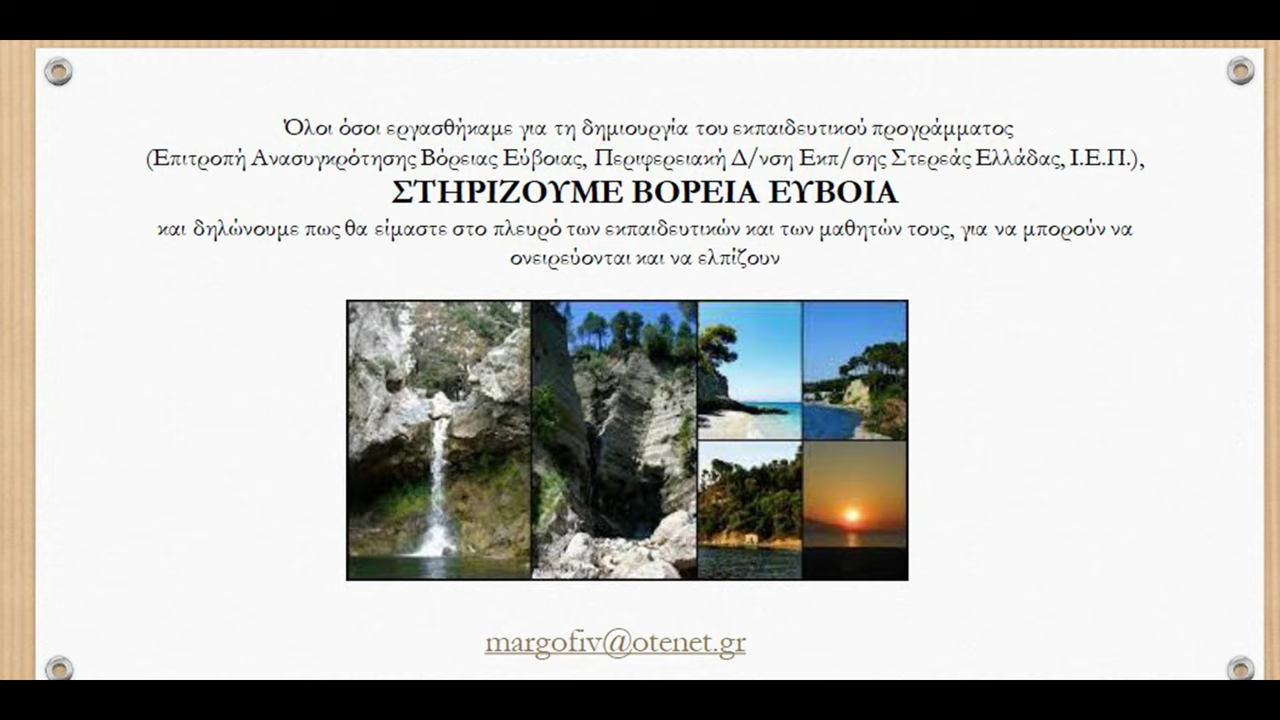 Όλοι όσοι εργασθήκαμε για τη δημιουργία του εκπαιδευτικού προγράμματος
(Επιτροπή Ανασυγκρότησης Βόρειας Εύβοιας, Περιφερειακή Δ/νση Εκπ/σης Στερεάς Ελλάδας, Ι.Ε.Π.),
ΣΤΗΡΙΖΟΥΜΕ ΒΟΡΕΙΑ ΕΥΒΟΙΑ
και δηλώνουμε πως θα είμαστε στο πλευρό των εκπαιδευτικών και των μαθητών τους, για να μπορούν να
ονειρεύονται και να ελπίζουν
margofiv@otenet.gr